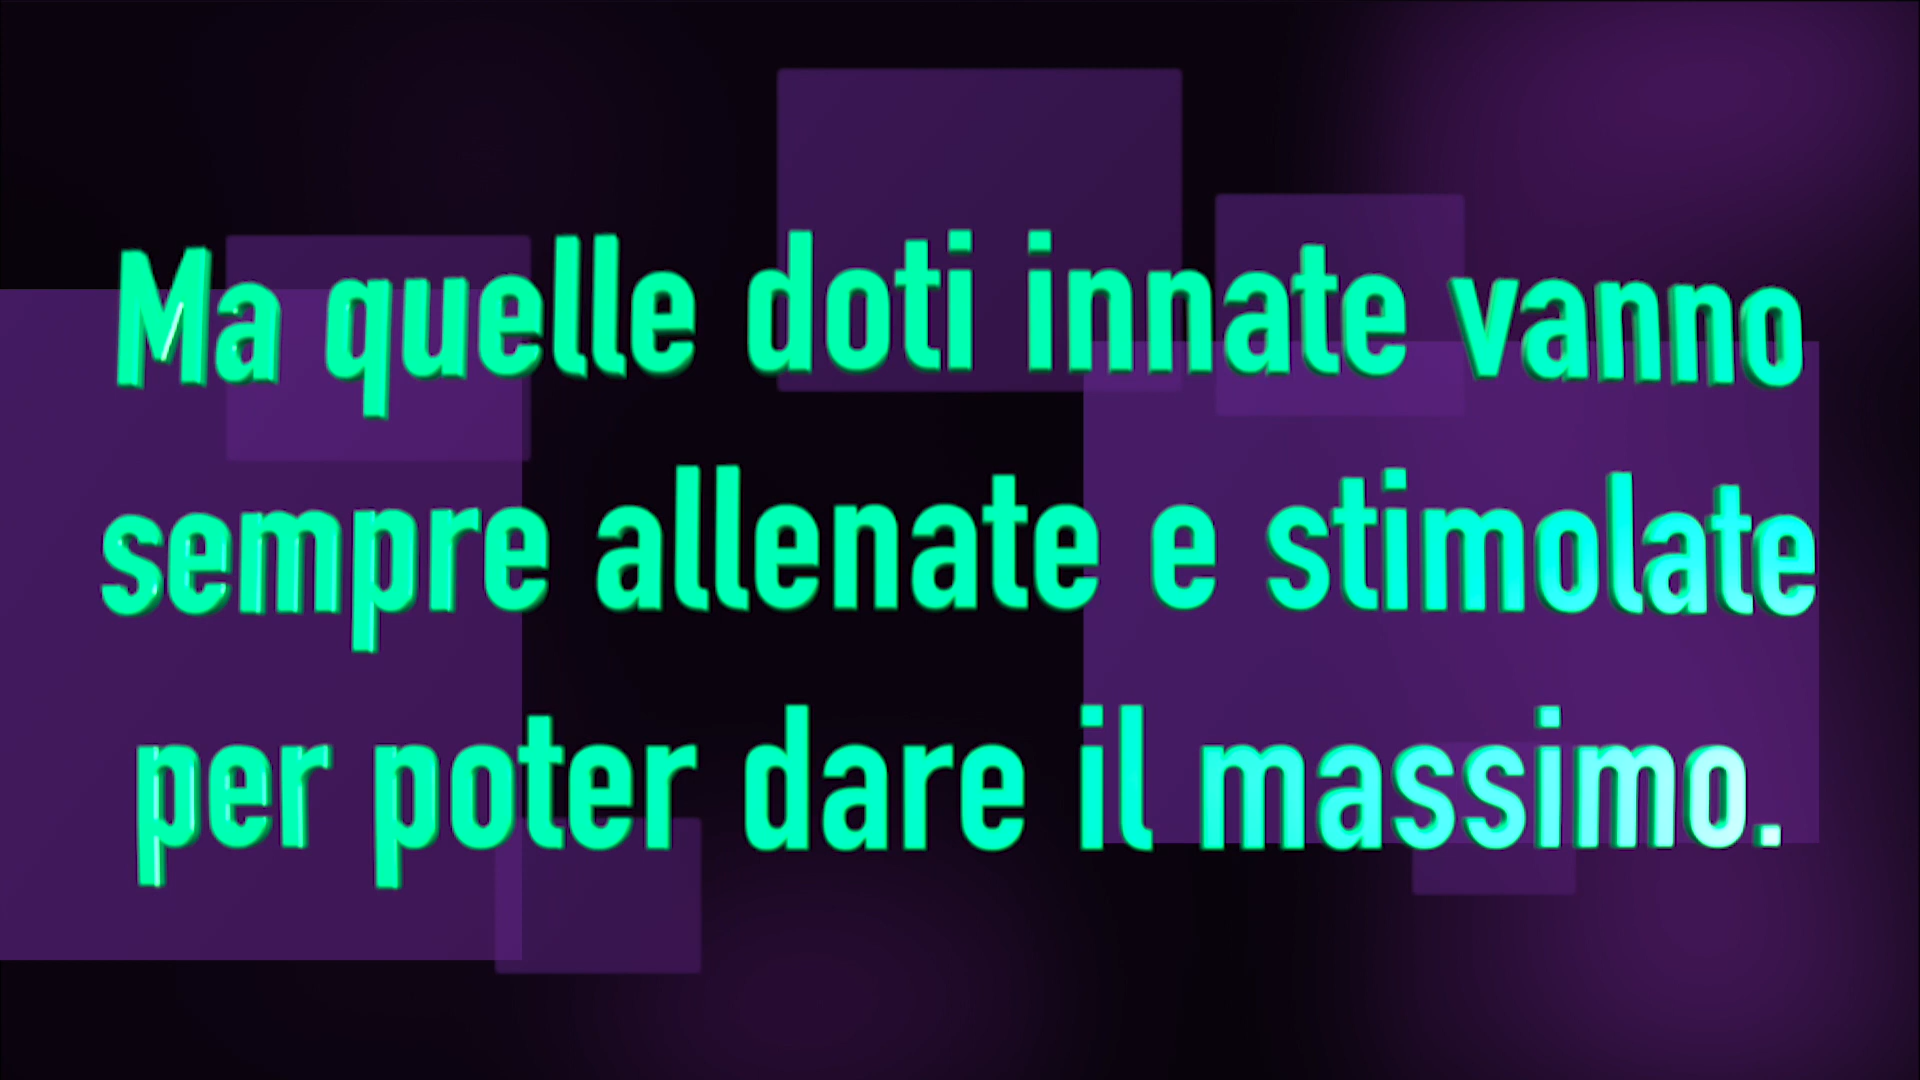 Ma quelle doti innate vanno
sempre allenate e stimolate
per poter dare il massimo.